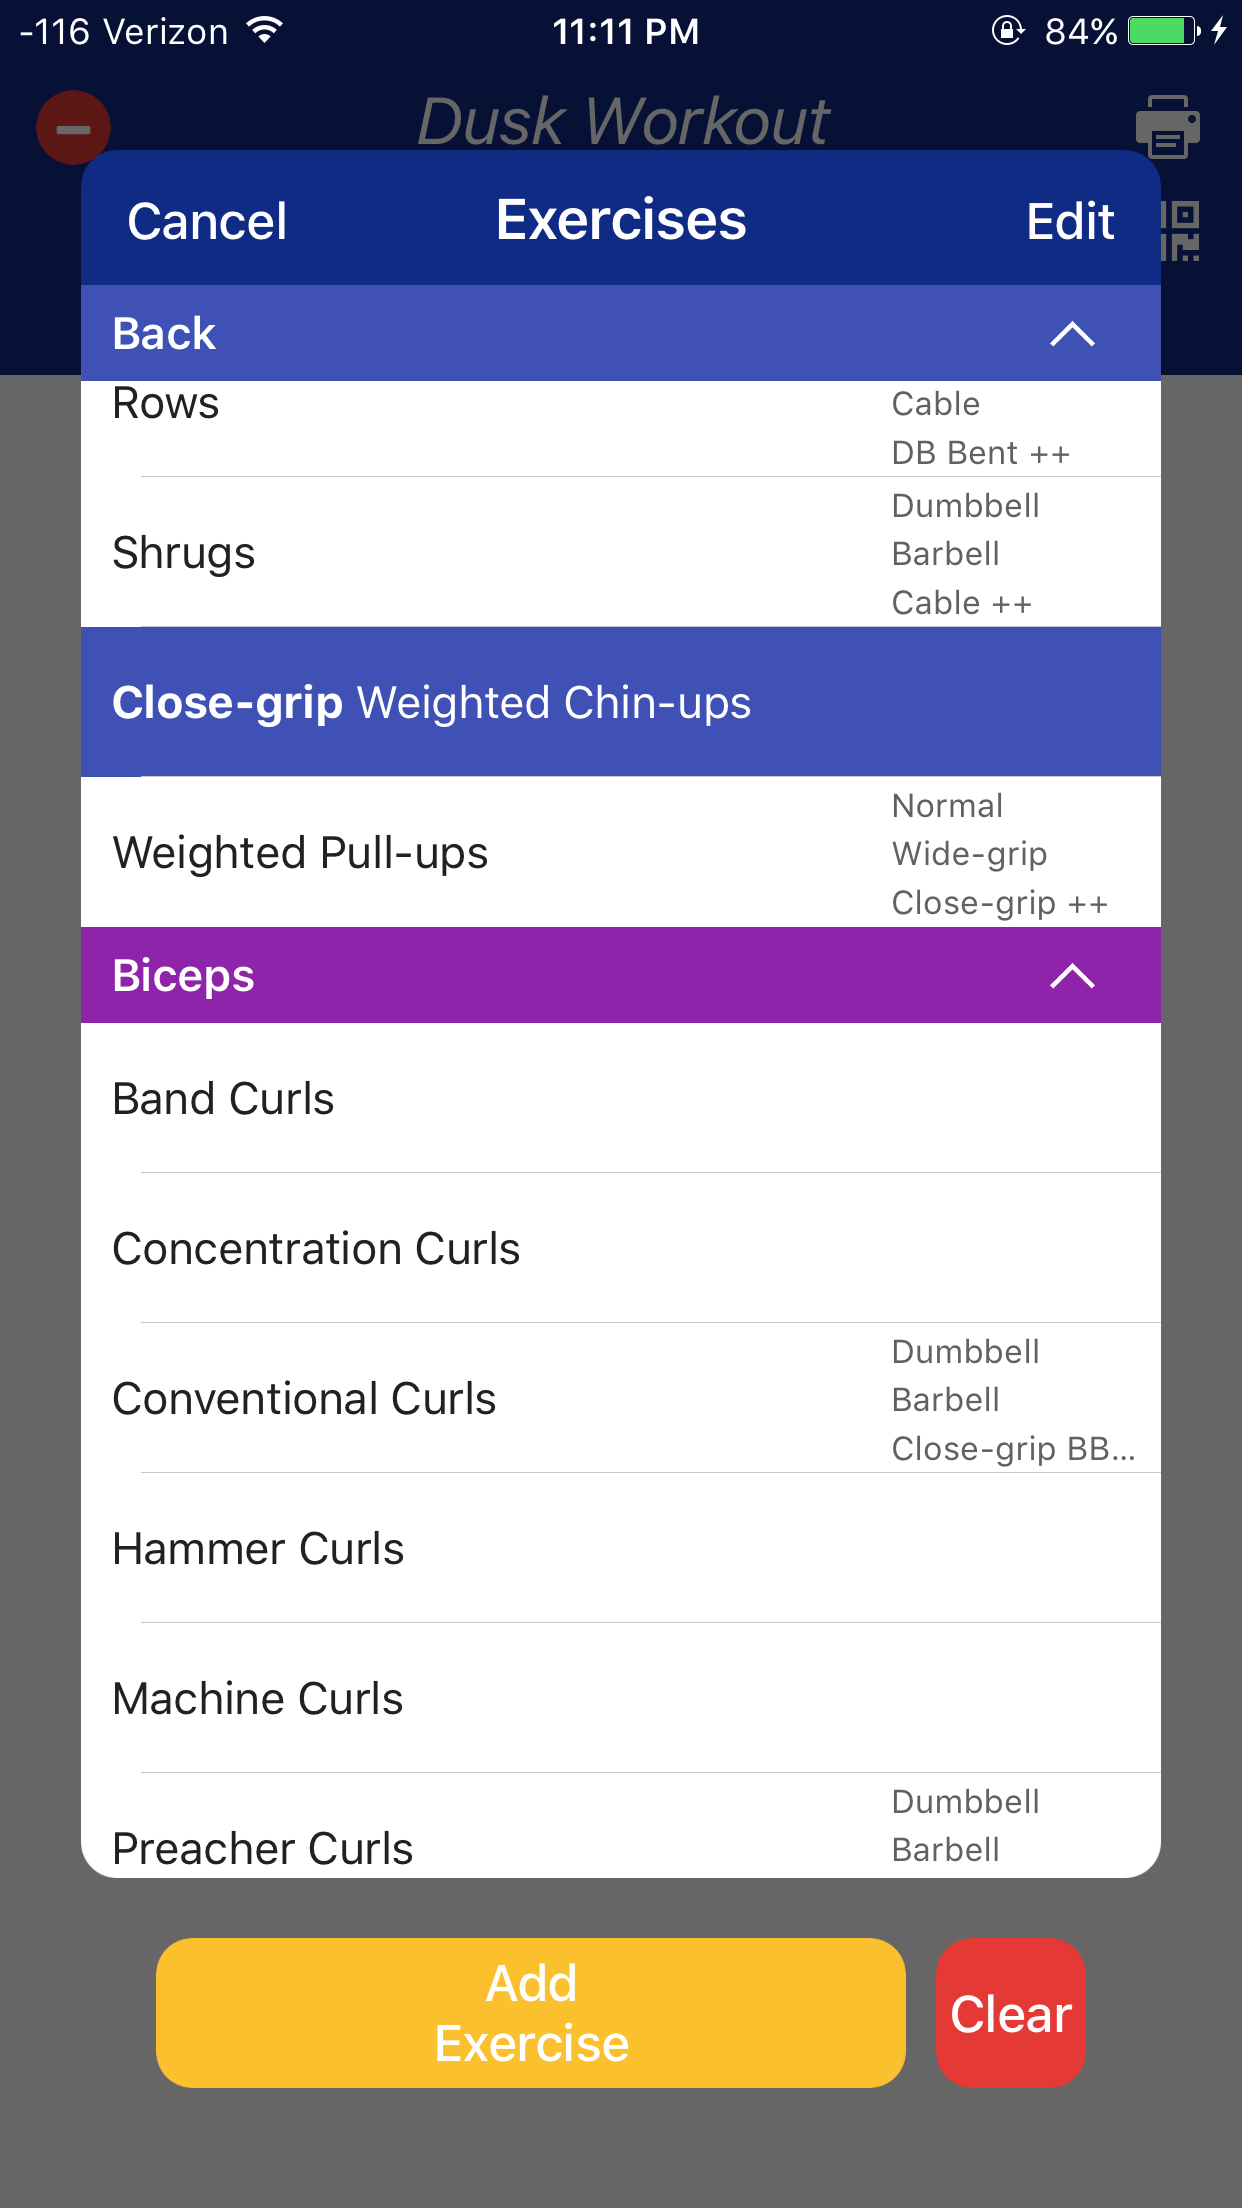 -116 Verizon 11:11 PM 84%
Dusk Workout
Cancel Exercises Edit
Back
Rows
Cable
DB Bent ++
Shrugs
Dumbbell
Barbell
Cable ++
Close-grip Weighted Chin-ups
Weighted Pull-ups
Normal
Wide-grip
Close-grip ++
Biceps
Band Curls
Concentration Curls
Conventional Curls
Dumbbell
Barbell
Close-grip BB...
Hammer Curls
Machine Curls
Preacher Curls
Dumbbell
Barbell
Add
Exercise
Clear